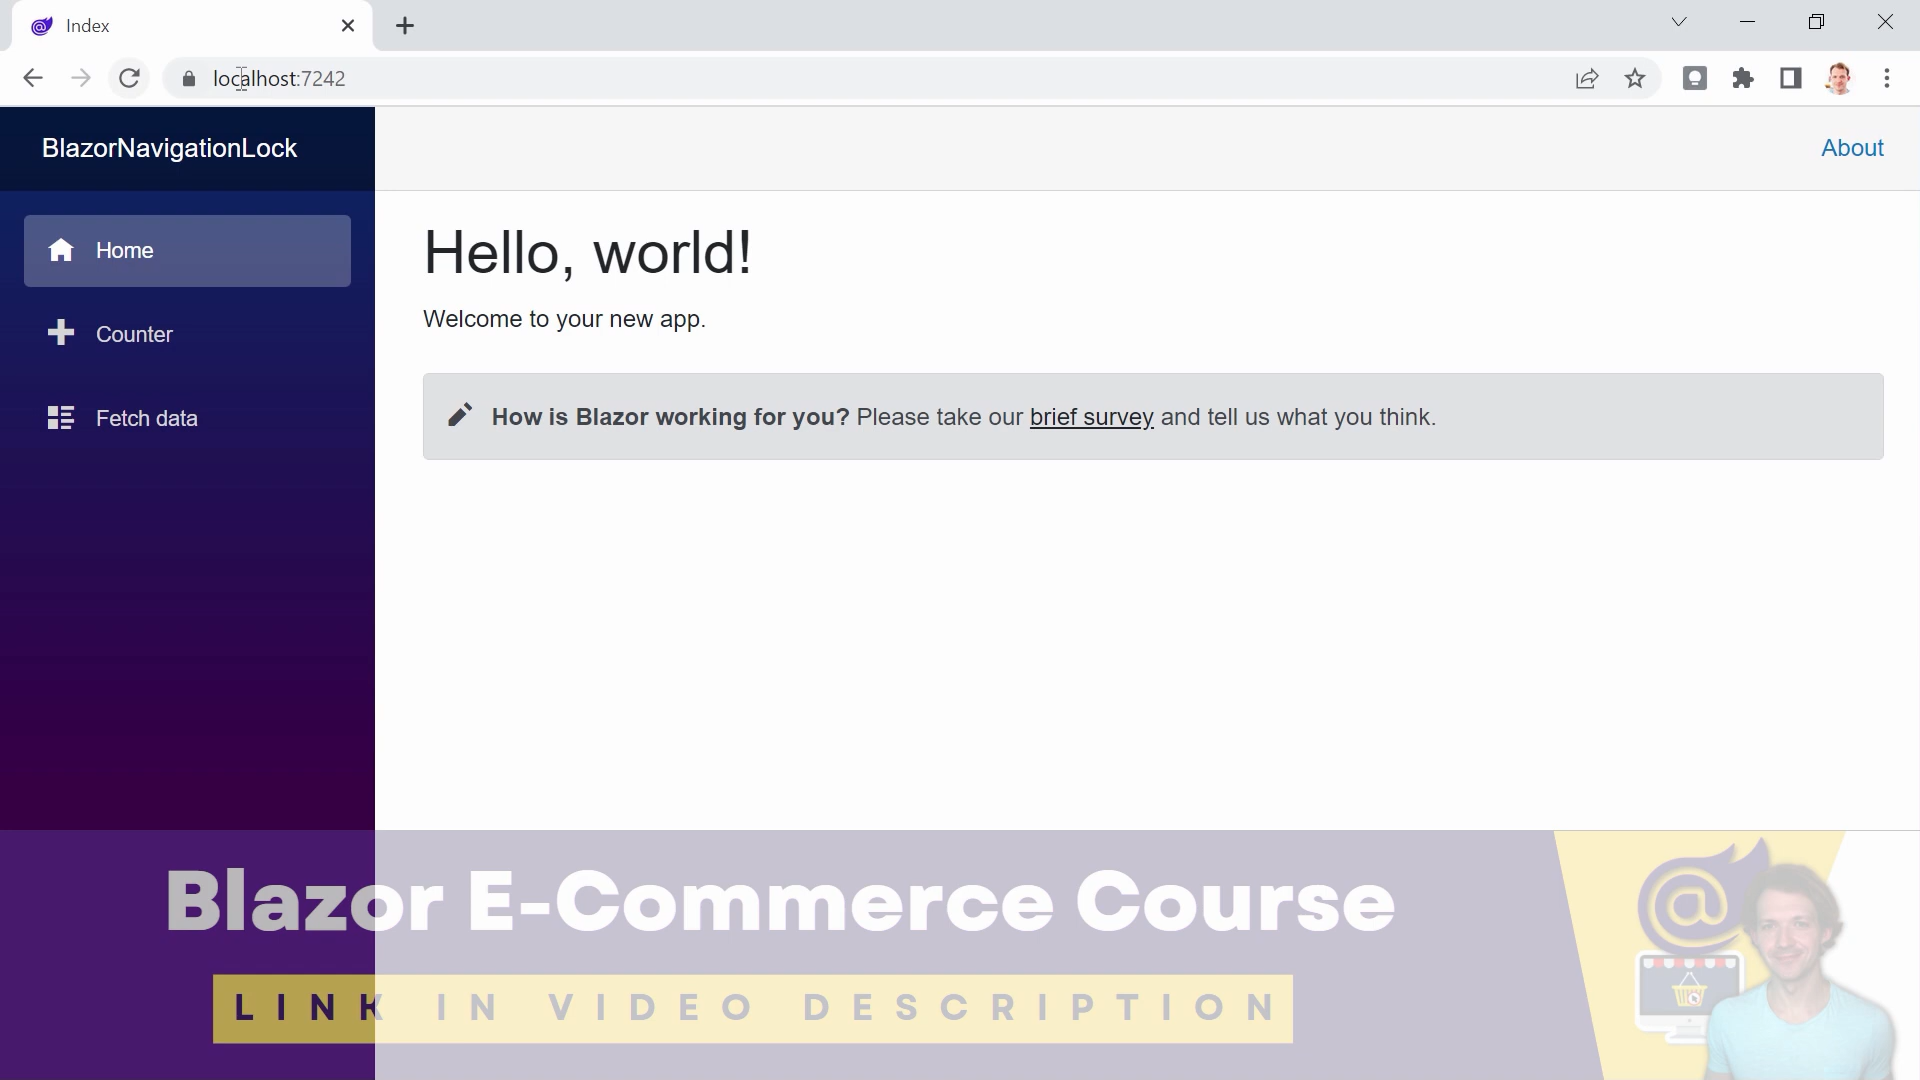 Index
localhost:7242
BlazorNavigationLock
About
Home
Counter
Fetch data
Hello, world!
Welcome to your new app.
How is Blazor working for you? Please take our brief survey and tell us what you think.
Blazor E-Commerce Course
LINK IN VIDEO DESCRIPTION